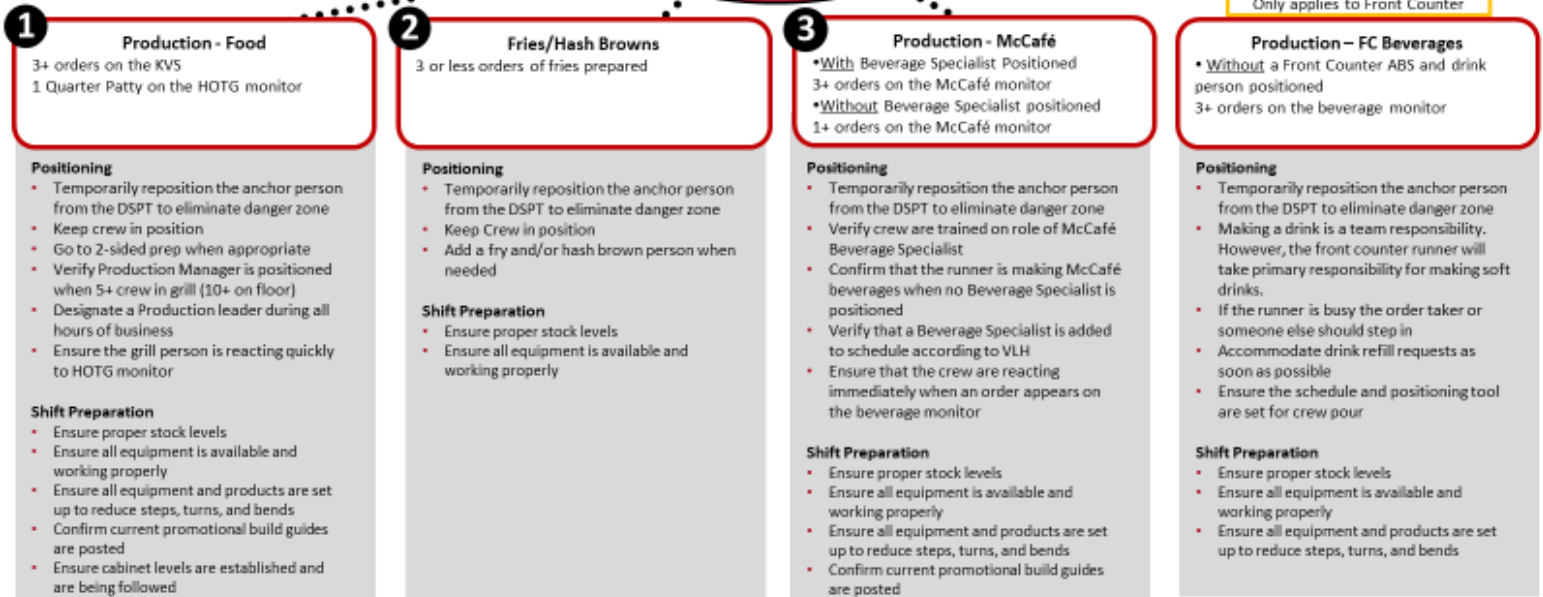 Only applies to Front Counter
1
Production - Food
3+ orders on the KVS
1 Quarter Patty on the HOTG monitor
Positioning
▪ Temporarily reposition the anchor person
from the DSPT to eliminate danger zone
▪ Keep crew in position
▪ Go to 2-sided prep when appropriate
▪ Verify Production Manager is positioned
when 5+ crew in grill (10+ on floor)
▪ Designate a Production leader during all
hours of business
▪ Ensure the grill person is reacting quickly
to HOTG monitor
Shift Preparation
▪ Ensure proper stock levels
▪ Ensure all equipment is available and
working properly
▪ Ensure all equipment and products are set
up to reduce steps, turns, and bends
▪ Confirm current promotional build guides
are posted
▪ Ensure cabinet levels are established and
are being followed
2
Fries/Hash Browns
3 or less orders of fries prepared
Positioning
▪ Temporarily reposition the anchor person
from the DSPT to eliminate danger zone
▪ Keep Crew in position
▪ Add a fry and/or hash brown person when
needed
Shift Preparation
▪ Ensure proper stock levels
▪ Ensure all equipment is available and
working properly
3
Production - McCafé
•With Beverage Specialist Positioned
3+ orders on the McCafé monitor
•Without Beverage Specialist positioned
1+ orders on the McCafé monitor
Positioning
▪ Temporarily reposition the anchor person
from the DSPT to eliminate danger zone
▪ Verify crew are trained on role of McCafé
Beverage Specialist
▪ Confirm that the runner is making McCafé
beverages when no Beverage Specialist is
positioned
▪ Verify that a Beverage Specialist is added
to schedule according to VLH
▪ Ensure that the crew are reacting
immediately when an order appears on
the beverage monitor
Shift Preparation
▪ Ensure proper stock levels
▪ Ensure all equipment is available and
working properly
▪ Ensure all equipment and products are set
up to reduce steps, turns, and bends
▪ Confirm current promotional build guides
are posted
Production – FC Beverages
• Without a Front Counter ABS and drink
person positioned
3+ orders on the beverage monitor
Positioning
▪ Temporarily reposition the anchor person
from the DSPT to eliminate danger zone
▪ Making a drink is a team responsibility.
However, the front counter runner will
take primary responsibility for making soft
drinks.
▪ If the runner is busy the order taker or
someone else should step in
▪ Accommodate drink refill requests as
soon as possible
▪ Ensure the schedule and positioning tool
are set for crew pour
Shift Preparation
▪ Ensure proper stock levels
▪ Ensure all equipment is available and
working properly
▪ Ensure all equipment and products are set
up to reduce steps, turns, and bends